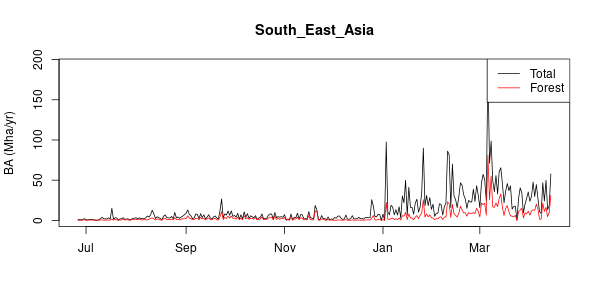 South_East_Asia
BA (Mha/yr)
200
150
100
50
0
Total
Forest
Jul Sep Nov Jan Mar